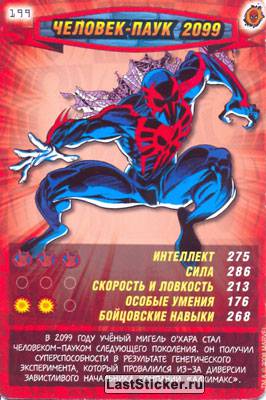 199
ЧЕЛОВЕК-ПАУК 2099
ИНТЕЛЛЕКТ 275
СИЛА 286
СКОРОСТЬ И ЛОВКОСТЬ 213
ОСОБЫЕ УМЕНИЯ 176
БОЙЦОВСКИЕ НАВЫКИ 268
В 2099 ГОДУ УЧЁНЫЙ МИГЕЛЬ О'ХАРА СТАЛ
ЧЕЛОВЕКОМ-ПАУКОМ СЛЕДУЮЩЕГО ПОКОЛЕНИЯ. ОН ПОЛУЧИЛ
СУПЕРСПОСОБНОСТИ В РЕЗУЛЬТАТЕ ГЕНЕТИЧЕСКОГО
ЭКСПЕРИМЕНТА, КОТОРЫЙ ПРОВАЛИЛСЯ ИЗ-ЗА ДИВЕРСИИ
ЗАВИСТЛИВОГО
LastSticker.ru